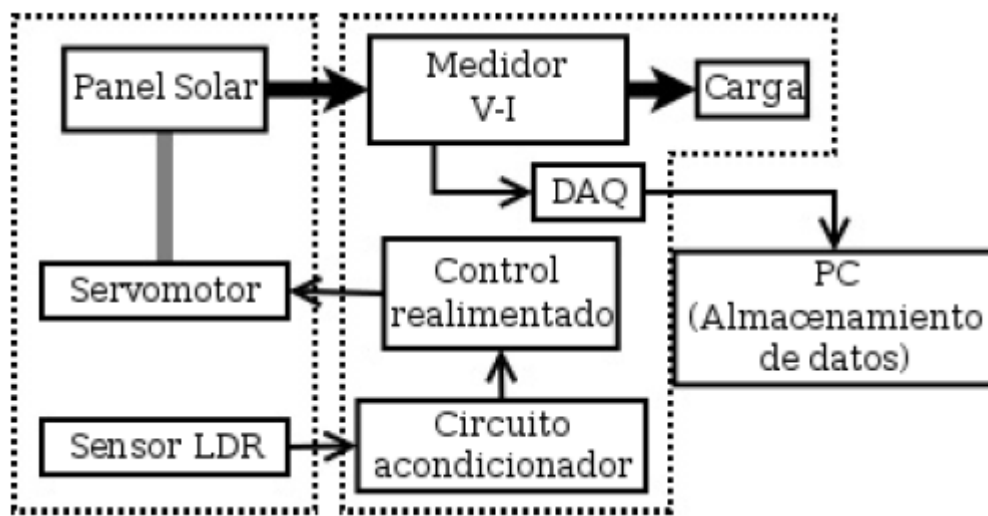 Panel Solar
Medidor
V-I
Carga
DAQ
Servomotor
Control
realimentado
PC
(Almacenamiento
de datos)
Sensor LDR
Circuito
acondicionador